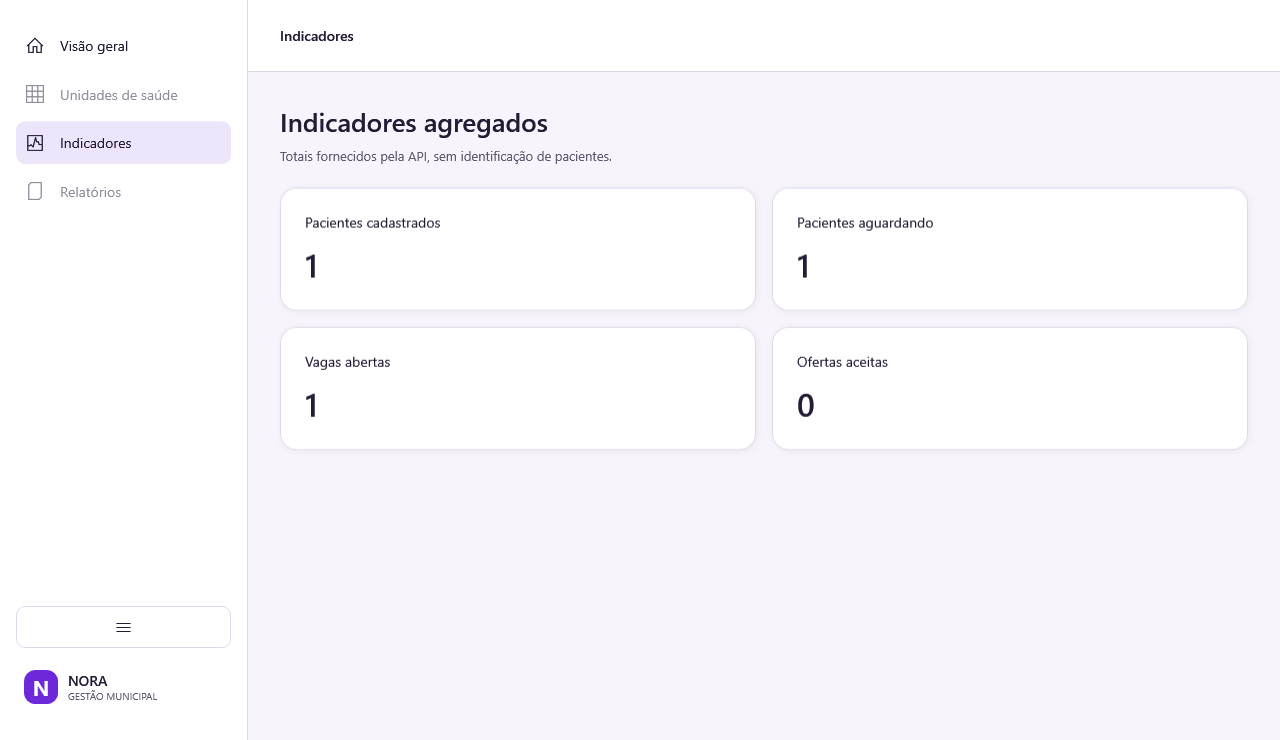 Visão geral
Unidades de saúde
Indicadores
Relatórios
N
NORA
GESTÃO MUNICIPAL
Indicadores
Indicadores agregados
Totais fornecidos pela API, sem identificação de pacientes.
Pacientes cadastrados
1
Pacientes aguardando
1
Vagas abertas
1
Ofertas aceitas
0